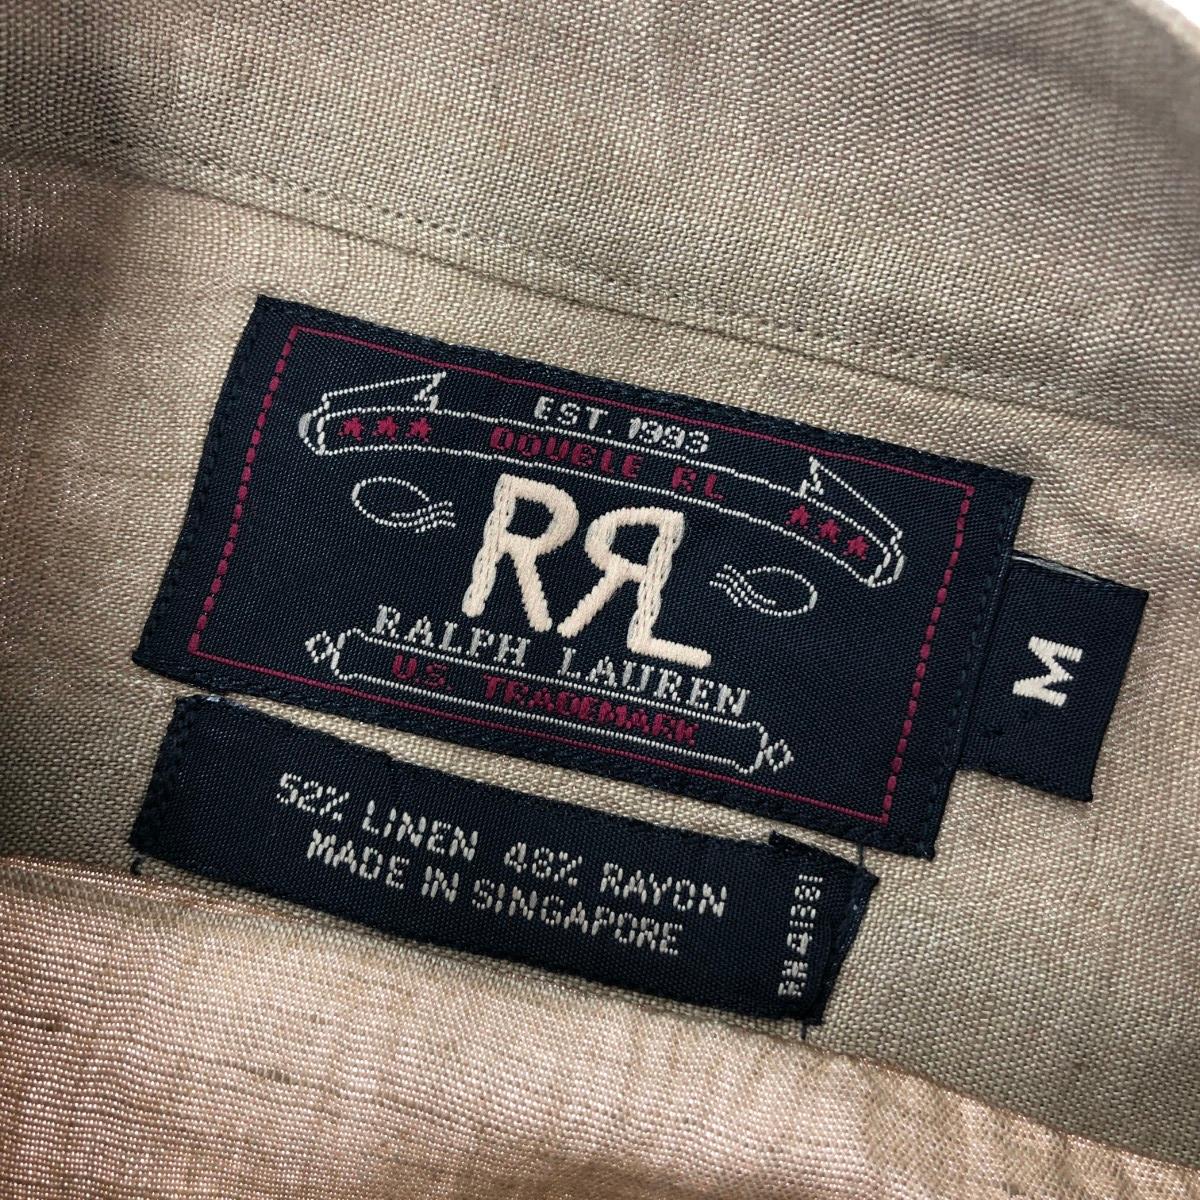 EST. 1993
DOUBLE RL
RRL
RALPH LAUREN
U.S. TRADEMARK
M
52% LINEN 48% RAYON
MADE IN SINGAPORE